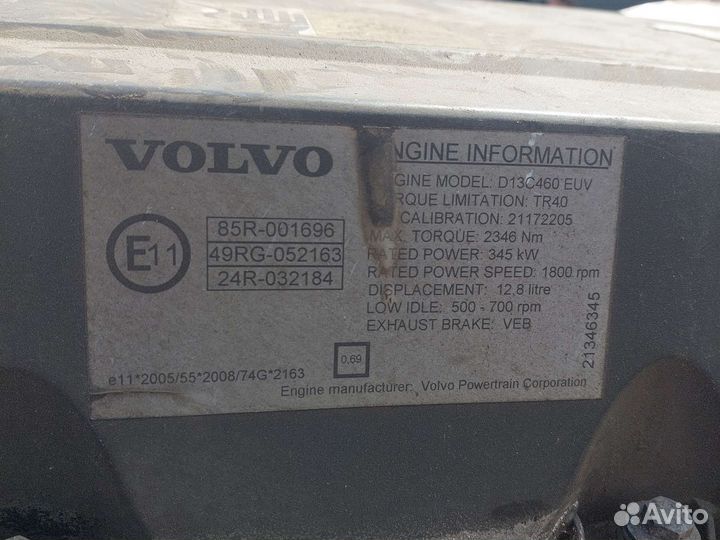 VOLVO
E11
85R-001696
49RG-052163
24R-032184
e11*2005/55*2008/74G*2163
0,69
NGINE INFORMATION
GINE MODEL: D13C460 EUV
RQUE LIMITATION: TR40
CALIBRATION: 21172205
MAX. TORQUE: 2346 Nm
RATED POWER: 345 kW
RATED POWER SPEED: 1800 rpm
DISPLACEMENT: 12,8 litre
LOW IDLE: 500 - 700 rpm
EXHAUST BRAKE: VEB
21346345
Engine manufacturer: Volvo Powertrain Corporation
Avito